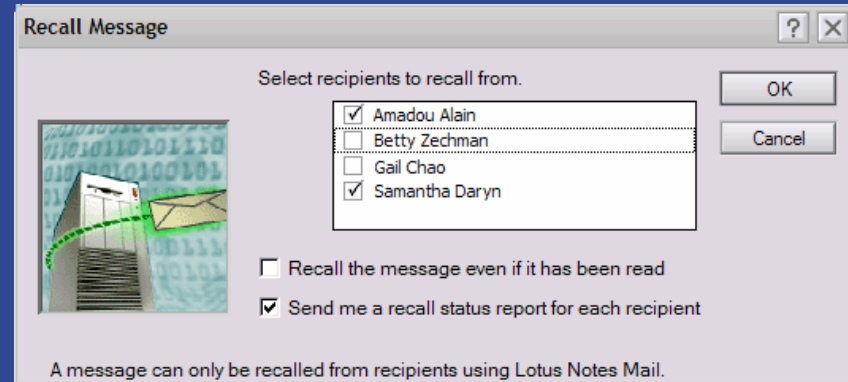 Recall Message
Select recipients to recall from.
OK
Amadou Alain
Betty Zechman
Cancel
Gail Chao
Samantha Daryn
Recall the message even if it has been read
Send me a recall status report for each recipient
A message can only be recalled from recipients using Lotus Notes Mail.